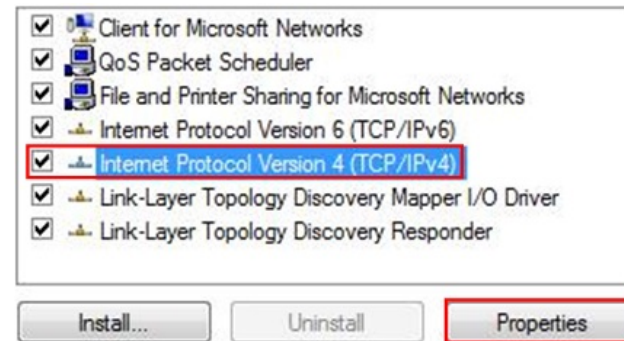 Client for Microsoft Networks
QoS Packet Scheduler
File and Printer Sharing for Microsoft Networks
Internet Protocol Version 6 (TCP/IPv6)
Internet Protocol Version 4 (TCP/IPv4)
Link-Layer Topology Discovery Mapper I/O Driver
Link-Layer Topology Discovery Responder
Install... Uninstall Properties